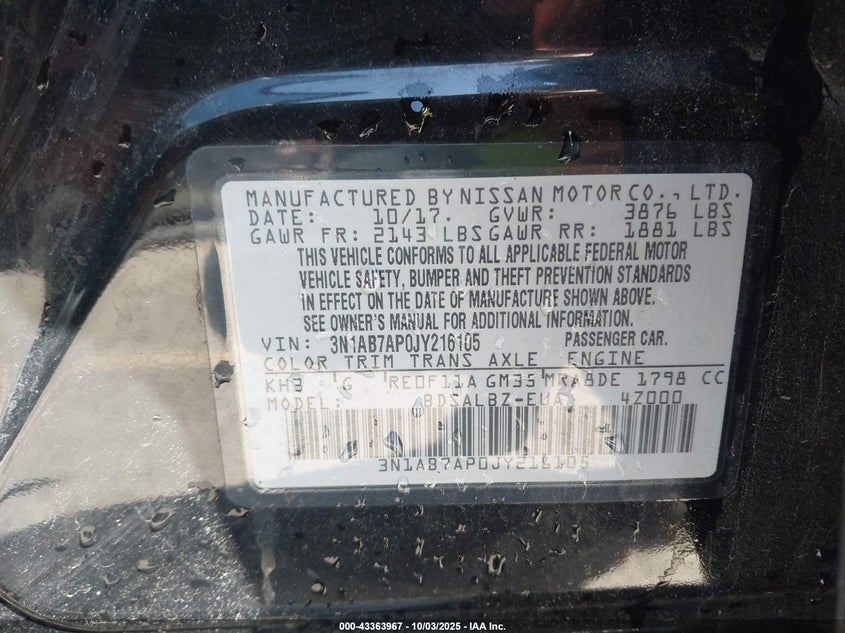 MANUFACTURED BY NISSAN MOTOR CO., LTD.
DATE: 10/17. GVWR: 3876 LBS
GAWR FR: 2143 LBS GAWR RR: 1881 LBS
THIS VEHICLE CONFORMS TO ALL APPLICABLE FEDERAL MOTOR
VEHICLE SAFETY, BUMPER AND THEFT PREVENTION STANDARDS
IN EFFECT ON THE DATE OF MANUFACTURE SHOWN ABOVE.
SEE OWNER'S MANUAL FOR ADDITIONAL INFORMATION.
VIN: 3N1AB7AP0JY216105 PASSENGER CAR.
COLOR TRIM TRANS AXLE ENGINE
KH3 G RE0F11A GM35 MRA8DE 1798 CC
MODEL: BDSALBZ-EUA 4Z000
3N1AB7AP0JY216105
000-43363967 - 10/03/2025 - IAA Inc.